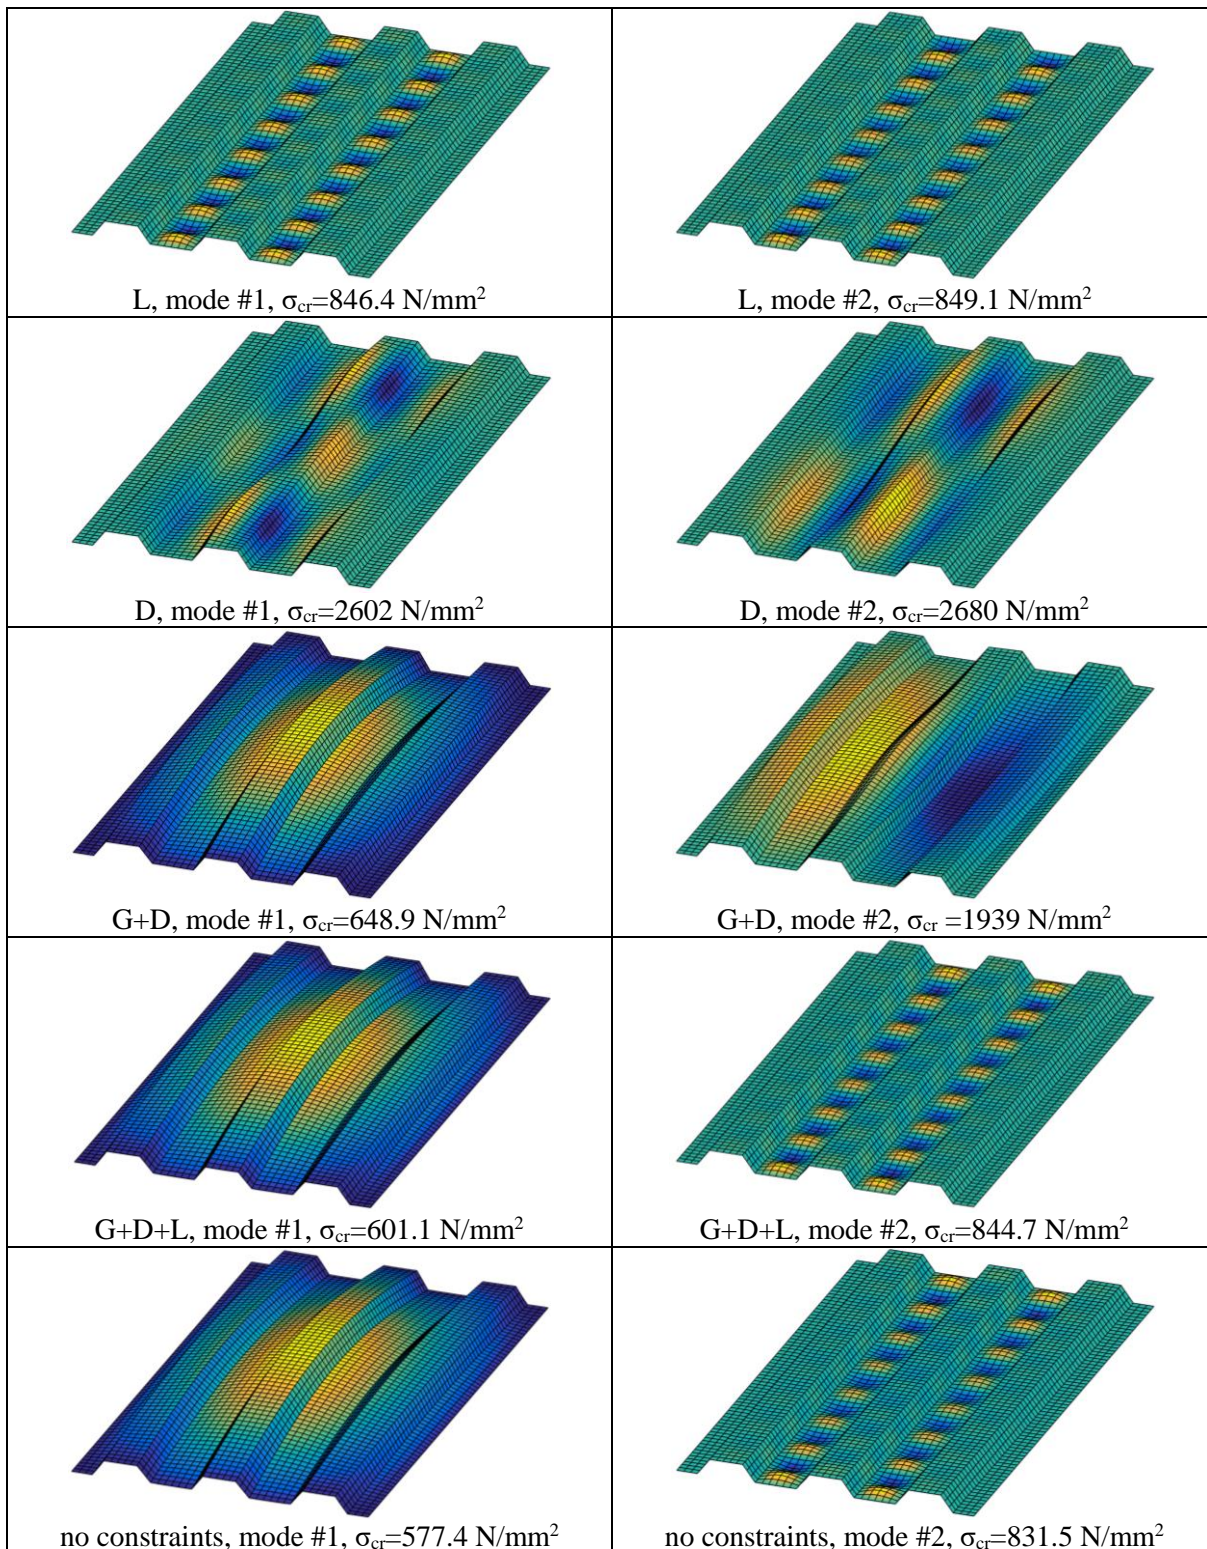 L, mode #1, σcr=846.4 N/mm²
L, mode #2, σcr=849.1 N/mm²
D, mode #1, σcr=2602 N/mm²
D, mode #2, σcr=2680 N/mm²
G+D, mode #1, σcr=648.9 N/mm²
G+D, mode #2, σcr =1939 N/mm²
G+D+L, mode #1, σcr=601.1 N/mm²
G+D+L, mode #2, σcr=844.7 N/mm²
no constraints, mode #1, σcr=577.4 N/mm²
no constraints, mode #2, σcr=831.5 N/mm²